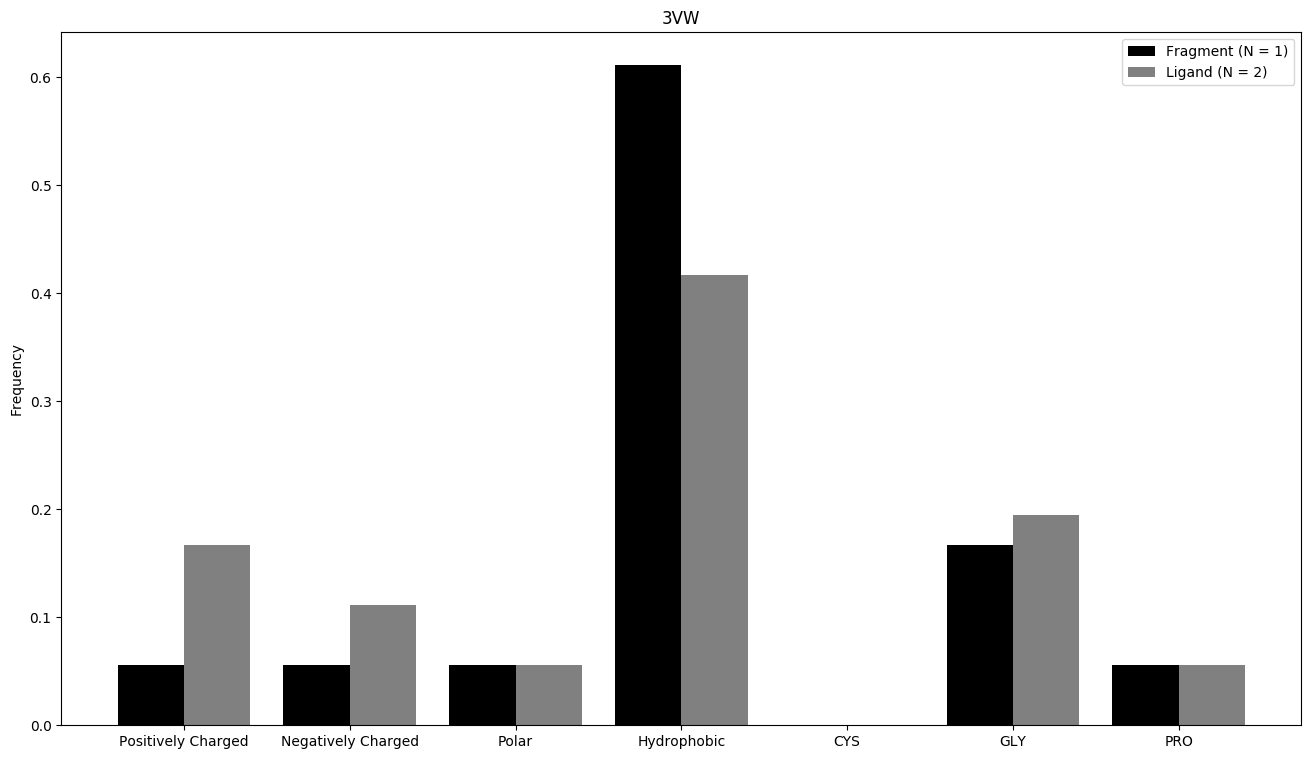 3VW
Fragment (N = 1)
Ligand (N = 2)
Frequency
0.6
0.5
0.4
0.3
0.2
0.1
0.0
Positively Charged Negatively Charged Polar Hydrophobic CYS GLY PRO